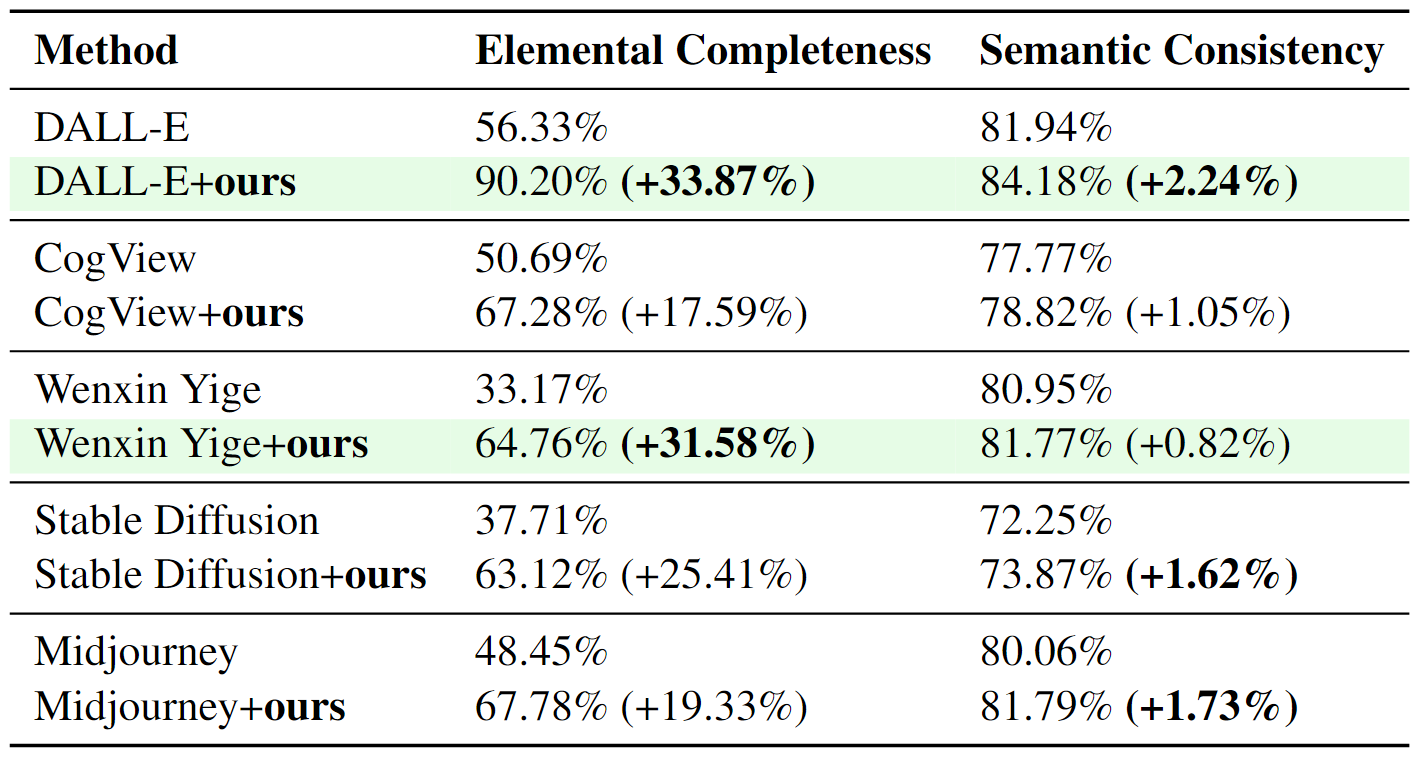 Method Elemental Completeness Semantic Consistency
DALL-E 56.33% 81.94%
DALL-E+ours 90.20% (+33.87%) 84.18% (+2.24%)
CogView 50.69% 77.77%
CogView+ours 67.28% (+17.59%) 78.82% (+1.05%)
Wenxin Yige 33.17% 80.95%
Wenxin Yige+ours 64.76% (+31.58%) 81.77% (+0.82%)
Stable Diffusion 37.71% 72.25%
Stable Diffusion+ours 63.12% (+25.41%) 73.87% (+1.62%)
Midjourney 48.45% 80.06%
Midjourney+ours 67.78% (+19.33%) 81.79% (+1.73%)